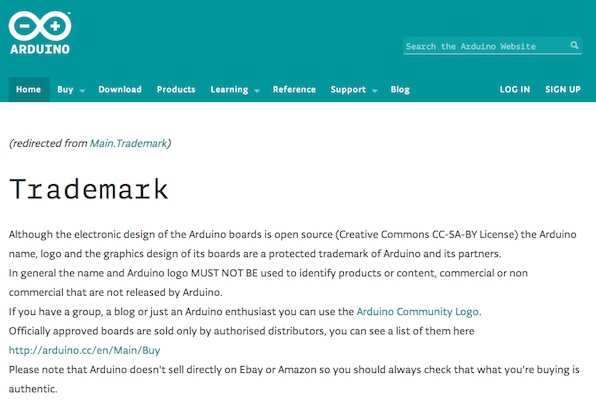 ARDUINO
Search the Arduino Website
Home Buy Download Products Learning Reference Support Blog LOG IN SIGN UP
(redirected from Main.Trademark)
Trademark
Although the electronic design of the Arduino boards is open source (Creative Commons CC-SA-BY License) the Arduino
name, logo and the graphics design of its boards are a protected trademark of Arduino and its partners.
In general the name and Arduino logo MUST NOT BE used to identify products or content, commercial or non
commercial that are not released by Arduino.
If you have a group, a blog or just an Arduino enthusiast you can use the Arduino Community Logo.
Officially approved boards are sold only by authorised distributors, you can see a list of them here
http://arduino.cc/en/Main/Buy
Please note that Arduino doesn't sell directly on Ebay or Amazon so you should always check that what you're buying is
authentic.